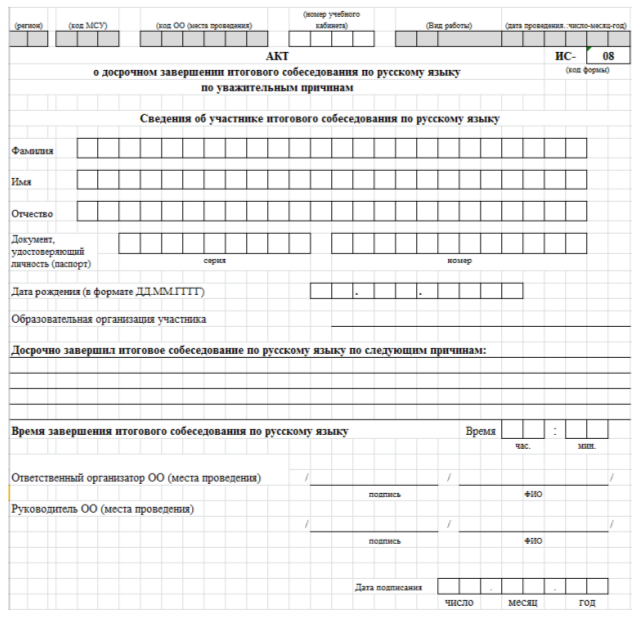 (номер учебного
(регион) (код МСУ) (код ОО (места проведения) кабинета) (Вид работы) (дата проведения.:число-месяц-год)
АКТ ИС- 08
о досрочном завершении итогового собеседования по русскому языку (код формы)
по уважительным причинам
Сведения об участнике итогового собеседования по русскому языку
Фамилия
Имя
Отчество
Документ,
удостоверяющий
личность (паспорт)
серия номер
Дата рождения (в формате ДД.ММ.ГГГГ) . .
Образовательная организация участника
Досрочно завершил итоговое собеседование по русскому языку по следующим причинам:
Время завершения итогового собеседования по русскому языку Время :
час. мин.
Ответственный организатор ОО (места проведения) / / /
подпись ФИО
Руководитель ОО (места проведения)
/ / /
подпись ФИО
Дата подписания . .
число месяц год